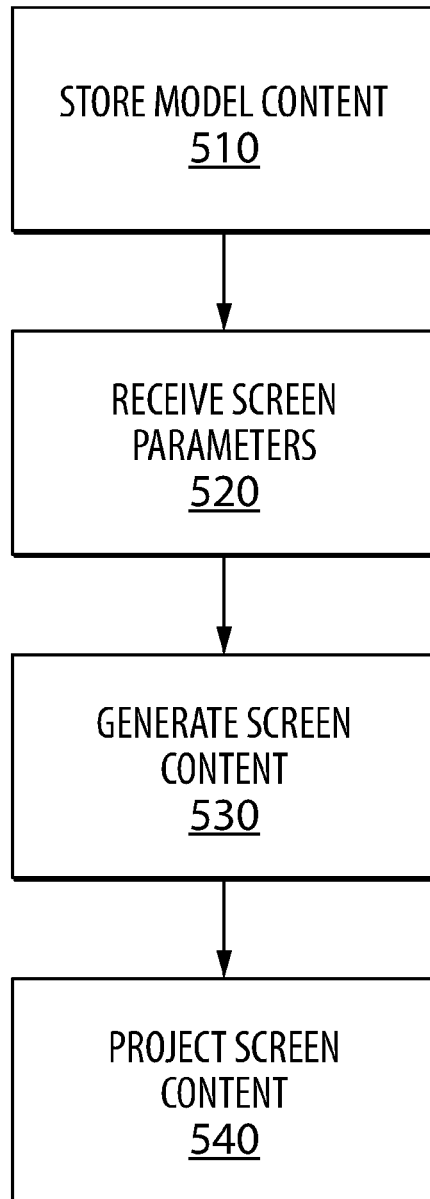 STORE MODEL CONTENT
510
RECEIVE SCREEN
PARAMETERS
520
GENERATE SCREEN
CONTENT
530
PROJECT SCREEN
CONTENT
540